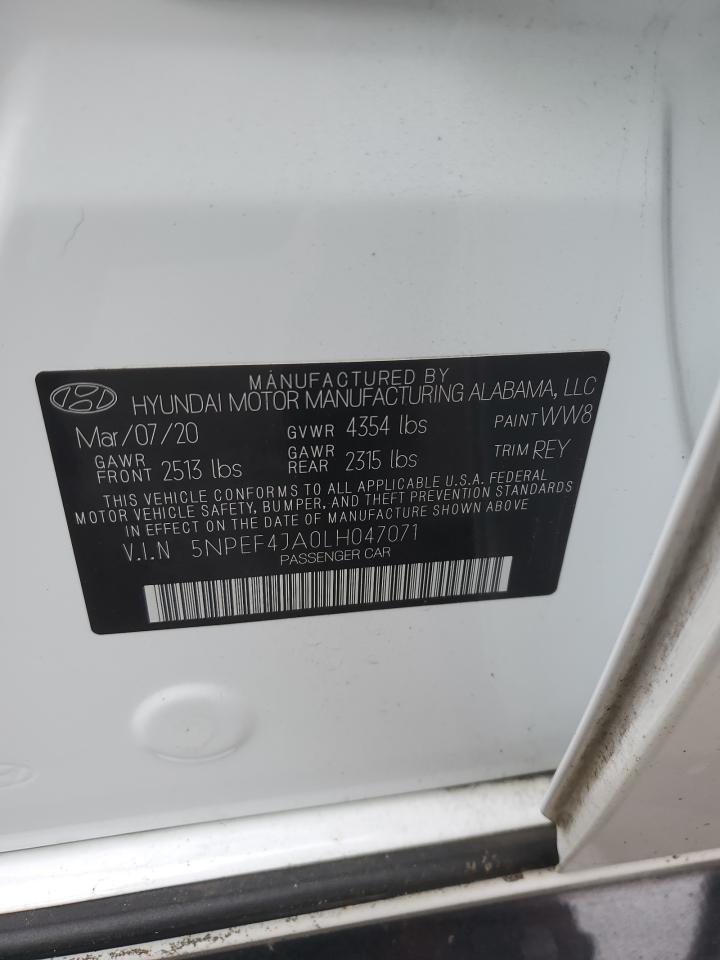 MANUFACTURED BY
HYUNDAI MOTOR MANUFACTURING ALABAMA, LLC
Mar/07/20 GVWR 4354 lbs PAINT WW8
GAWR FRONT 2513 lbs GAWR REAR 2315 lbs TRIM REY
THIS VEHICLE CONFORMS TO ALL APPLICABLE U.S.A. FEDERAL
MOTOR VEHICLE SAFETY, BUMPER, AND THEFT PREVENTION STANDARDS
IN EFFECT ON THE DATE OF MANUFACTURE SHOWN ABOVE.
V.I.N 5NPEF4JA0LH047071
PASSENGER CAR